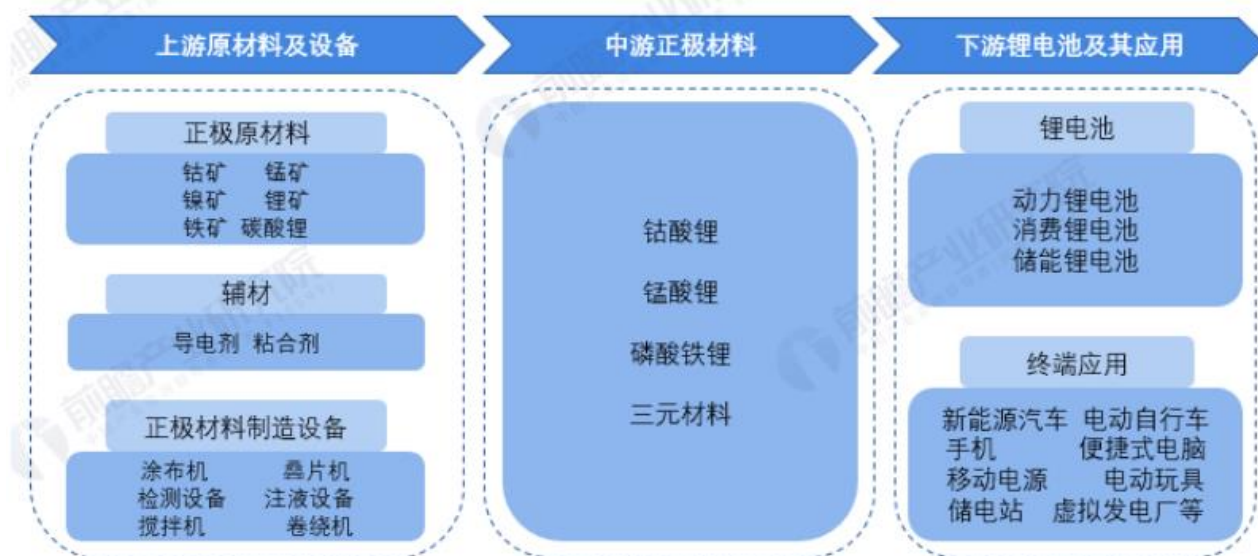 上游原材料及设备
中游正极材料
下游锂电池及其应用
正极原材料
钴矿 锰矿
镍矿 锂矿
铁矿 碳酸锂
辅材
导电剂 粘合剂
正极材料制造设备
涂布机 叠片机
检测设备 注液设备
搅拌机 卷绕机
钴酸锂
锰酸锂
磷酸铁锂
三元材料
锂电池
动力锂电池
消费锂电池
储能锂电池
终端应用
新能源汽车 电动自行车
手机 便捷式电脑
移动电源 电动玩具
储电站 虚拟发电厂等
前瞻产业研究院